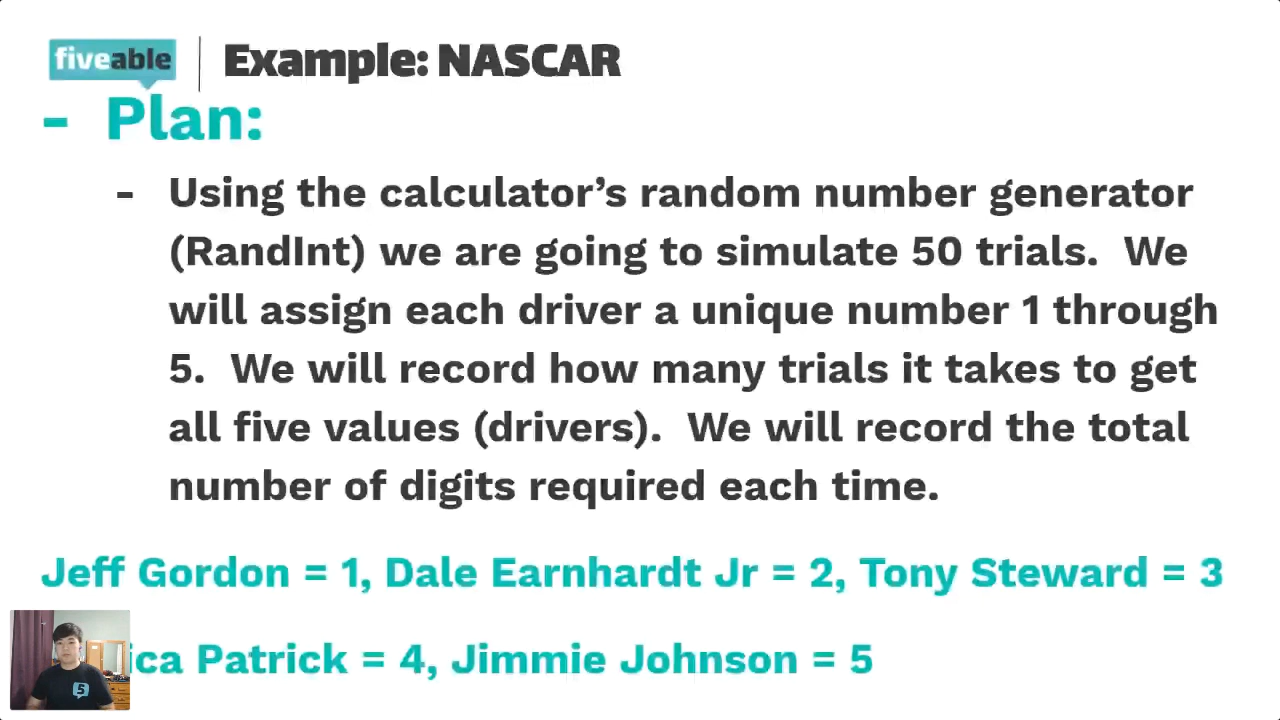 fiveable
Example: NASCAR
- Plan:
- Using the calculator’s random number generator
(RandInt) we are going to simulate 50 trials. We
will assign each driver a unique number 1 through
5. We will record how many trials it takes to get
all five values (drivers). We will record the total
number of digits required each time.
Jeff Gordon = 1, Dale Earnhardt Jr = 2, Tony Steward = 3
ica Patrick = 4, Jimmie Johnson = 5
5